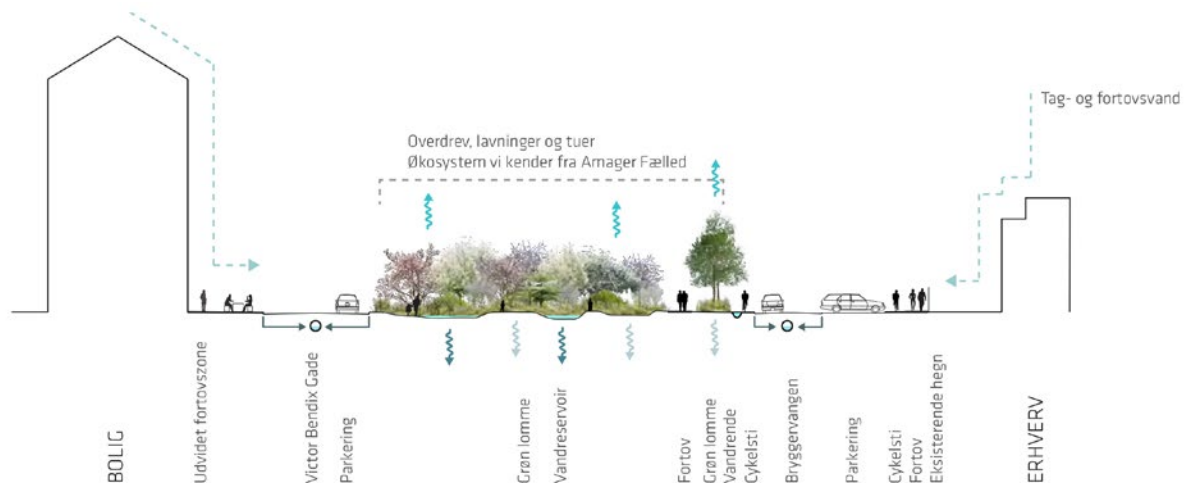 Tag- og fortovsvand
Overdrev, lavninger og tuer
Økosystem vi kender fra Amager Fælled
BOLIG
Udvidet fortovszone
Victor Bendix Gade
Parkering
Grøn lomme
Vandreservoir
Fortov
Grøn lomme
Vandrende
Cykelsti
Bryggervangen
Parkering
Cykelsti
Fortov
Eksisterende hegn
ERHVERV